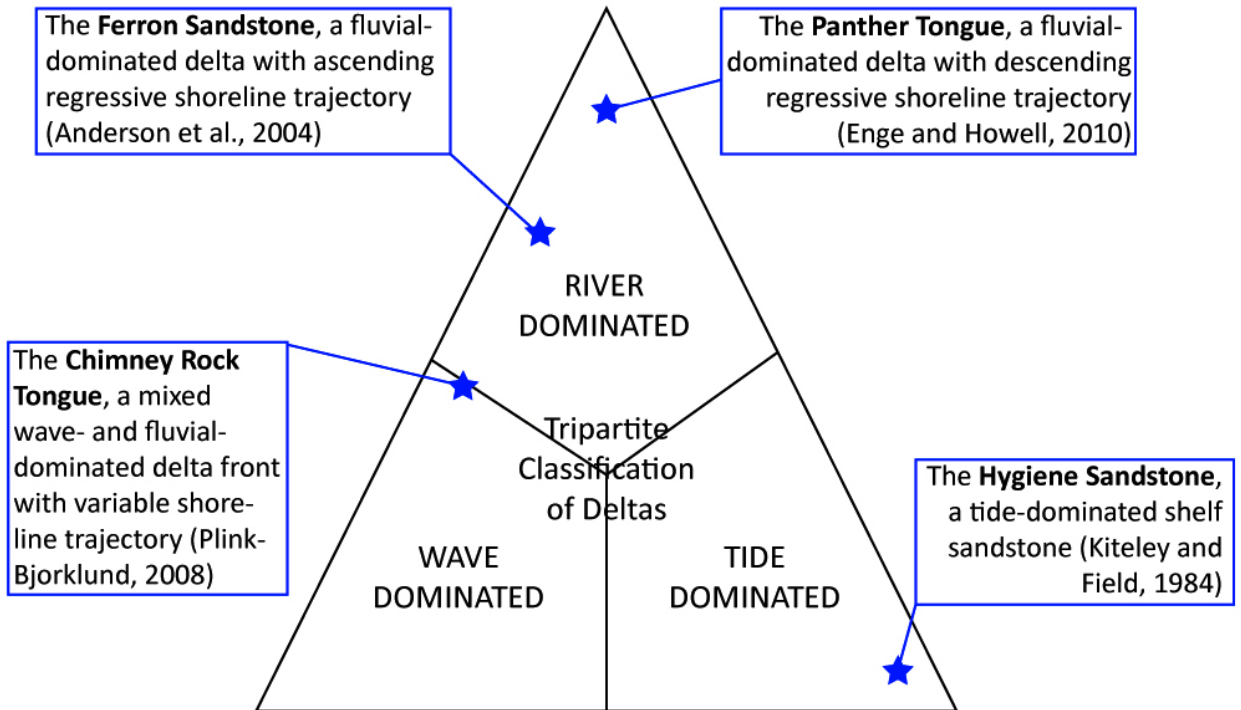 The Ferron Sandstone, a fluvial-
dominated delta with ascending
regressive shoreline trajectory
(Anderson et al., 2004)
The Panther Tongue, a fluvial-
dominated delta with descending
regressive shoreline trajectory
(Enge and Howell, 2010)
RIVER
DOMINATED
The Chimney Rock
Tongue, a mixed
wave- and fluvial-
dominated delta front
with variable shore-
line trajectory (Plink-
Bjorklund, 2008)
Tripartite
Classification
of Deltas
The Hygiene Sandstone,
a tide-dominated shelf
sandstone (Kiteley and
Field, 1984)
WAVE
DOMINATED
TIDE
DOMINATED